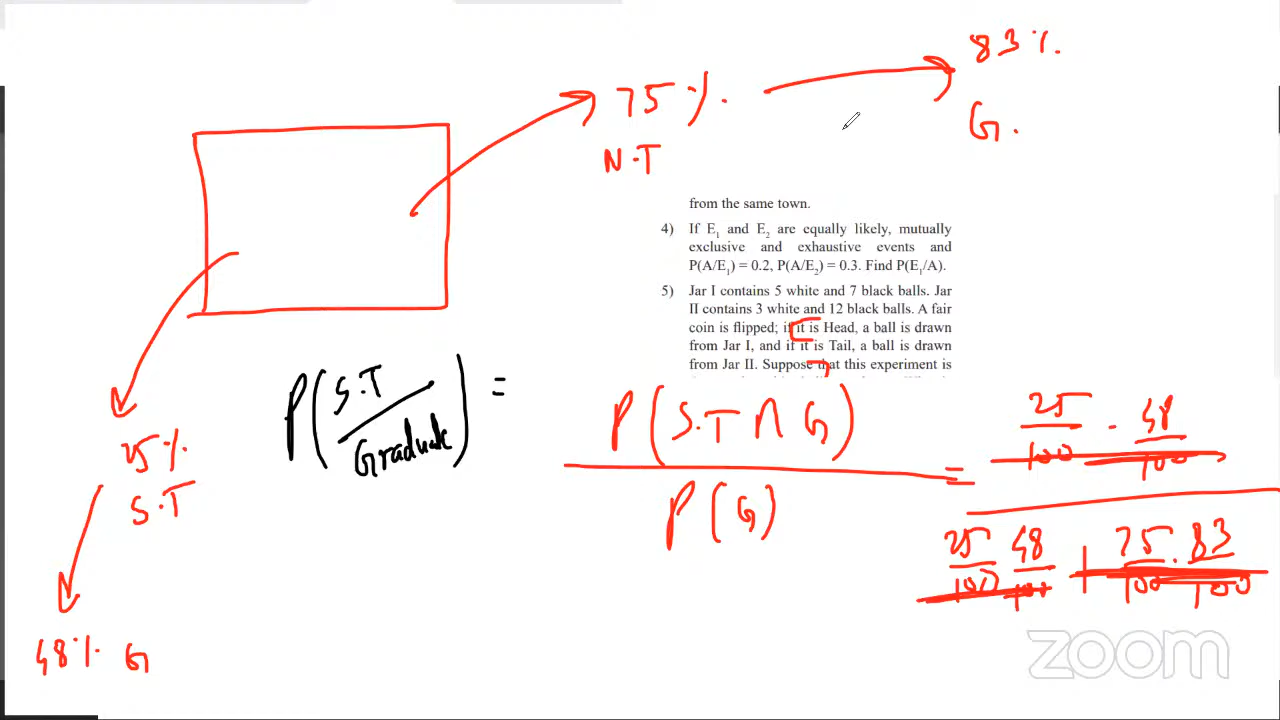 83%
75%
G.
N.T
from the same town.
4) If E1 and E2 are equally likely, mutually
exclusive and exhaustive events and
P(A/E1) = 0.2, P(A/E2) = 0.3. Find P(E1/A).
5) Jar I contains 5 white and 7 black balls. Jar
II contains 3 white and 12 black balls. A fair
coin is flipped; if it is Head, a ball is drawn
from Jar I, and if it is Tail, a ball is drawn
from Jar II. Suppose that this experiment is
P(S.T/Graduate) =
P(S.T ∩ G)
P(G)
=
25/100 . 48/100
25/100 48/100 + 75/100 . 83/100
25%
S.T
48% G
zoom